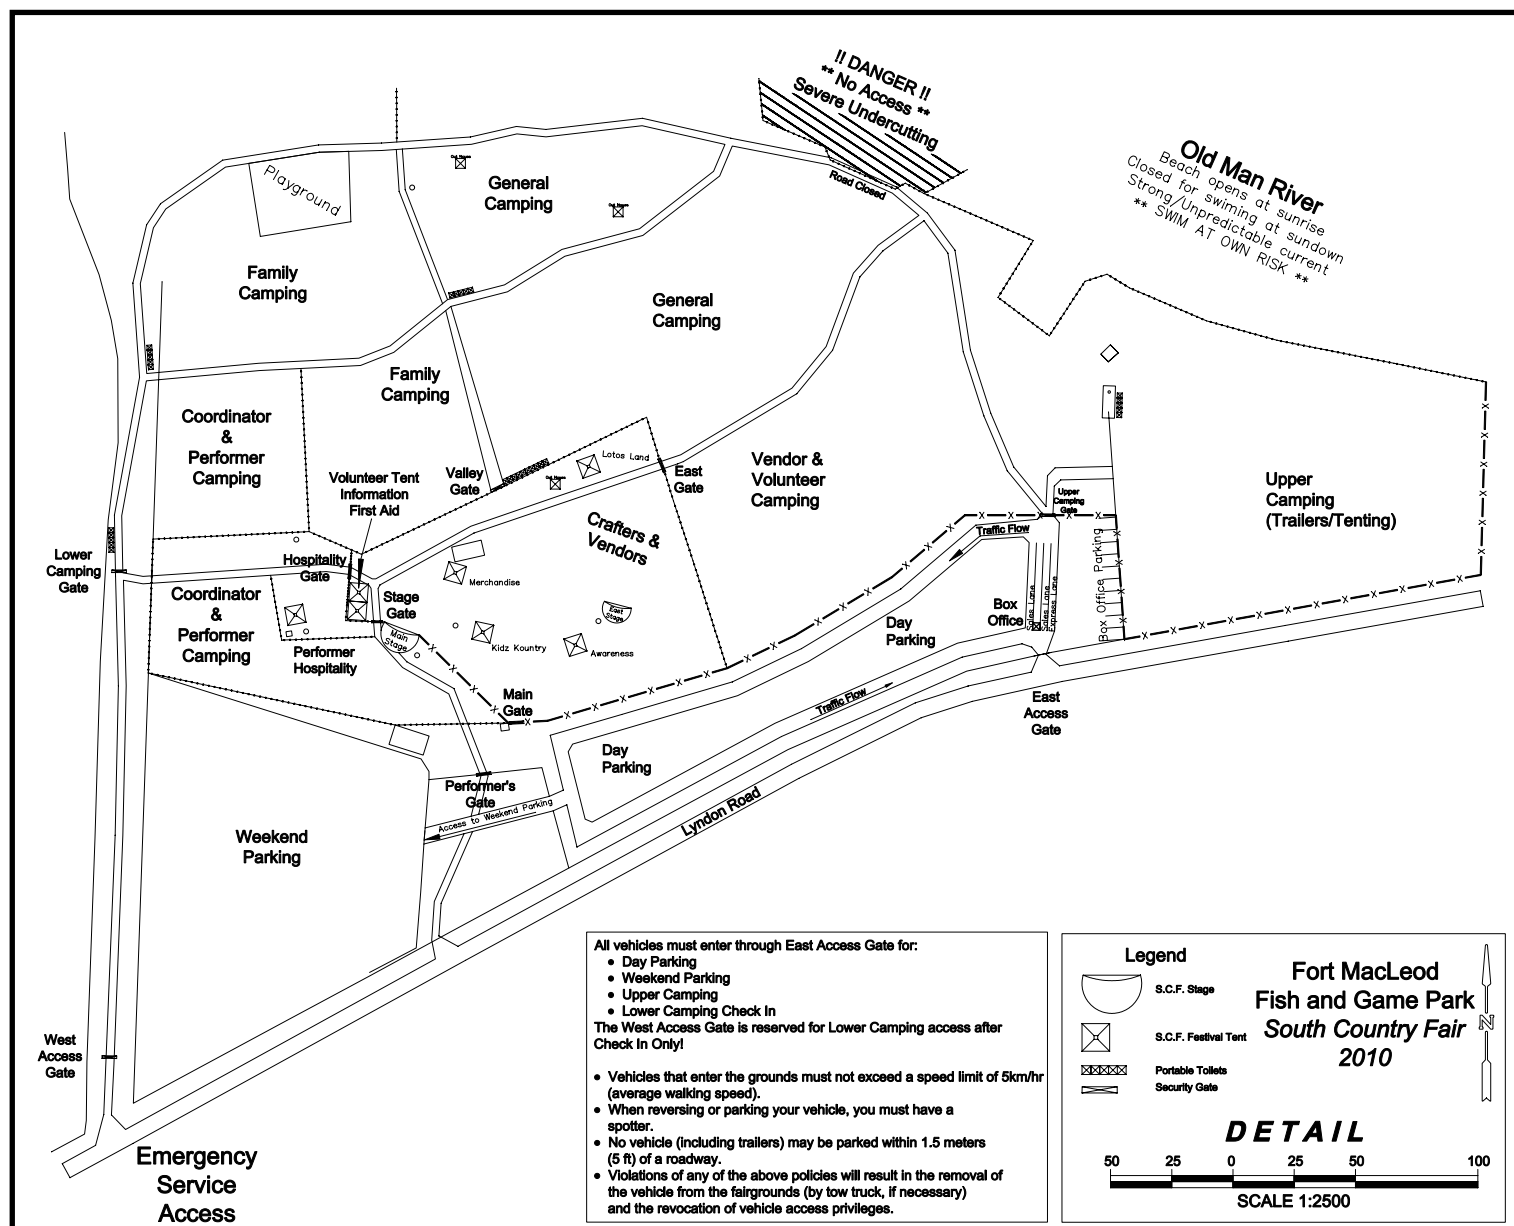 !! DANGER !!
** No Access **
Severe Undercutting
Old Man River
Beach opens at sunrise
Closed for swiming at sundown
Strong/Unpredictable current
** SWIM AT OWN RISK **
Road Closed
Out House
Playground
General
Camping
Out House
Family
Camping
General
Camping
Family
Camping
Coordinator
&
Performer
Camping
Volunteer Tent
Information
First Aid
Valley
Gate
Lotos Land
Out House
East
Gate
Vendor &
Volunteer
Camping
Upper
Camping
Gate
Upper
Camping
(Trailers/Tenting)
Crafters &
Vendors
Traffic Flow
Lower
Camping
Gate
Hospitality
Gate
Merchandise
Coordinator
&
Performer
Camping
Stage
Gate
East
Stage
Box
Office
Sales Lane
Sales Lane
Express Lane
Box Office Parking
Day
Parking
Main
Stage
Kidz Kountry
Awareness
Performer
Hospitality
Main
Gate
Traffic Flow
East
Access
Gate
Day
Parking
Performer's
Gate
Access to Weekend Parking
Lyndon Road
Weekend
Parking
West
Access
Gate
Emergency
Service
Access
All vehicles must enter through East Access Gate for:
• Day Parking
• Weekend Parking
• Upper Camping
• Lower Camping Check In
The West Access Gate is reserved for Lower Camping access after
Check In Only!
• Vehicles that enter the grounds must not exceed a speed limit of 5km/hr
(average walking speed).
• When reversing or parking your vehicle, you must have a
spotter.
• No vehicle (including trailers) may be parked within 1.5 meters
(5 ft) of a roadway.
• Violations of any of the above policies will result in the removal of
the vehicle from the fairgrounds (by tow truck, if necessary)
and the revocation of vehicle access privileges.
Legend
S.C.F. Stage
S.C.F. Festival Tent
Portable Toilets
Security Gate
Fort MacLeod
Fish and Game Park
South Country Fair
2010
N
DETAIL
50 25 0 25 50 100
SCALE 1:2500